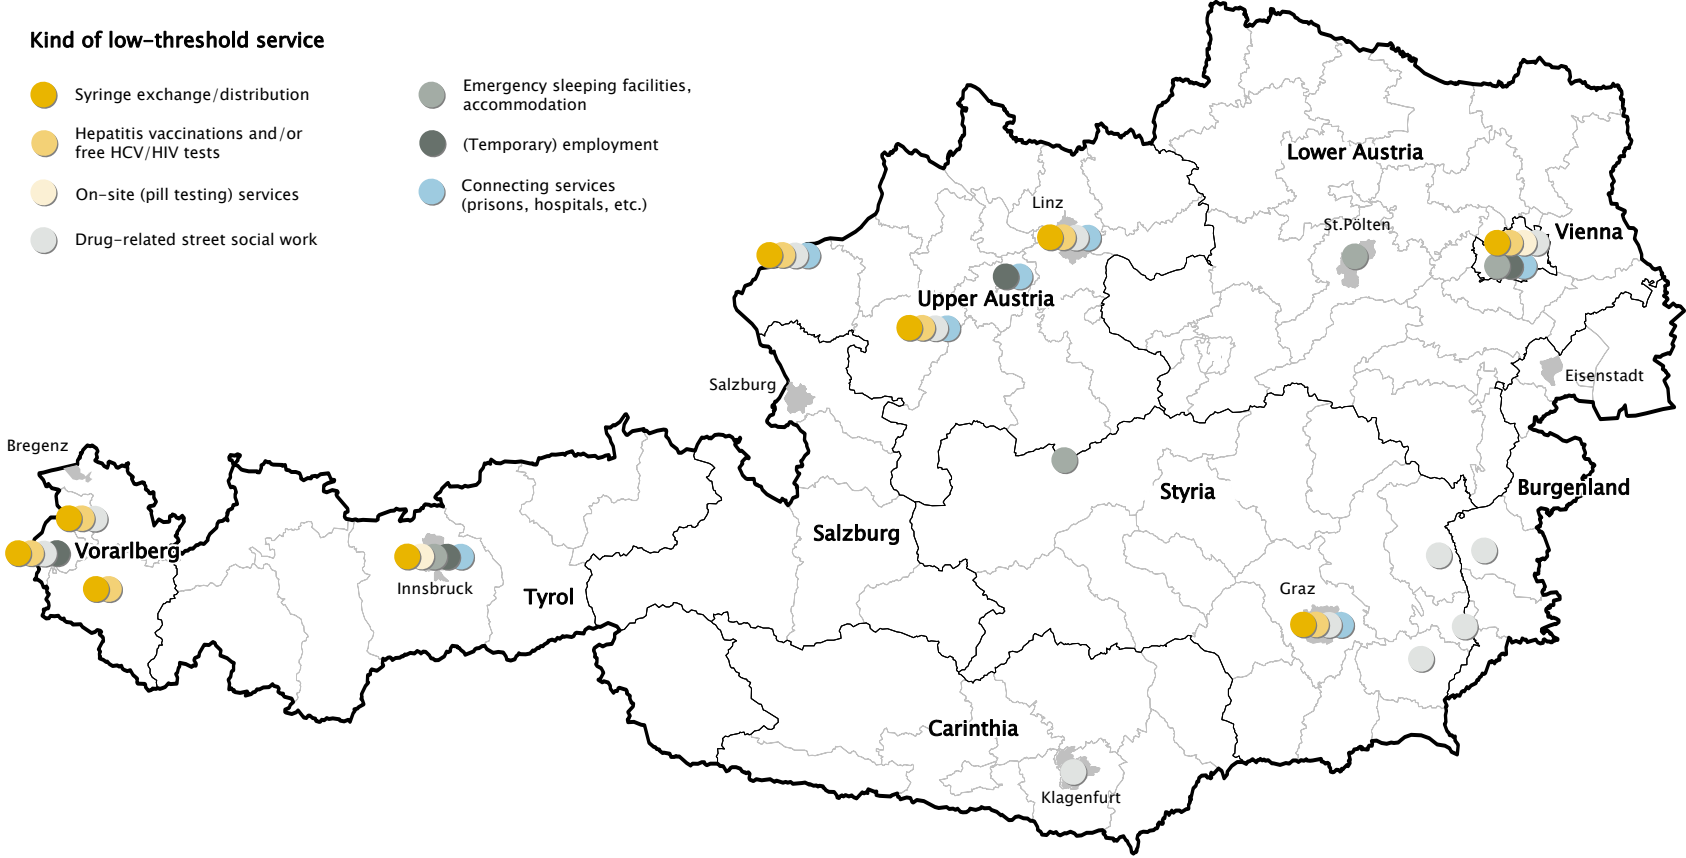 Kind of low-threshold service
Syringe exchange/distribution
Hepatitis vaccinations and/or
free HCV/HIV tests
On-site (pill testing) services
Drug-related street social work
Emergency sleeping facilities,
accommodation
(Temporary) employment
Connecting services
(prisons, hospitals, etc.)
Lower Austria
Linz
St.Pölten
Vienna
Upper Austria
Salzburg
Eisenstadt
Bregenz
Styria
Burgenland
Salzburg
Vorarlberg
Innsbruck
Tyrol
Graz
Carinthia
Klagenfurt